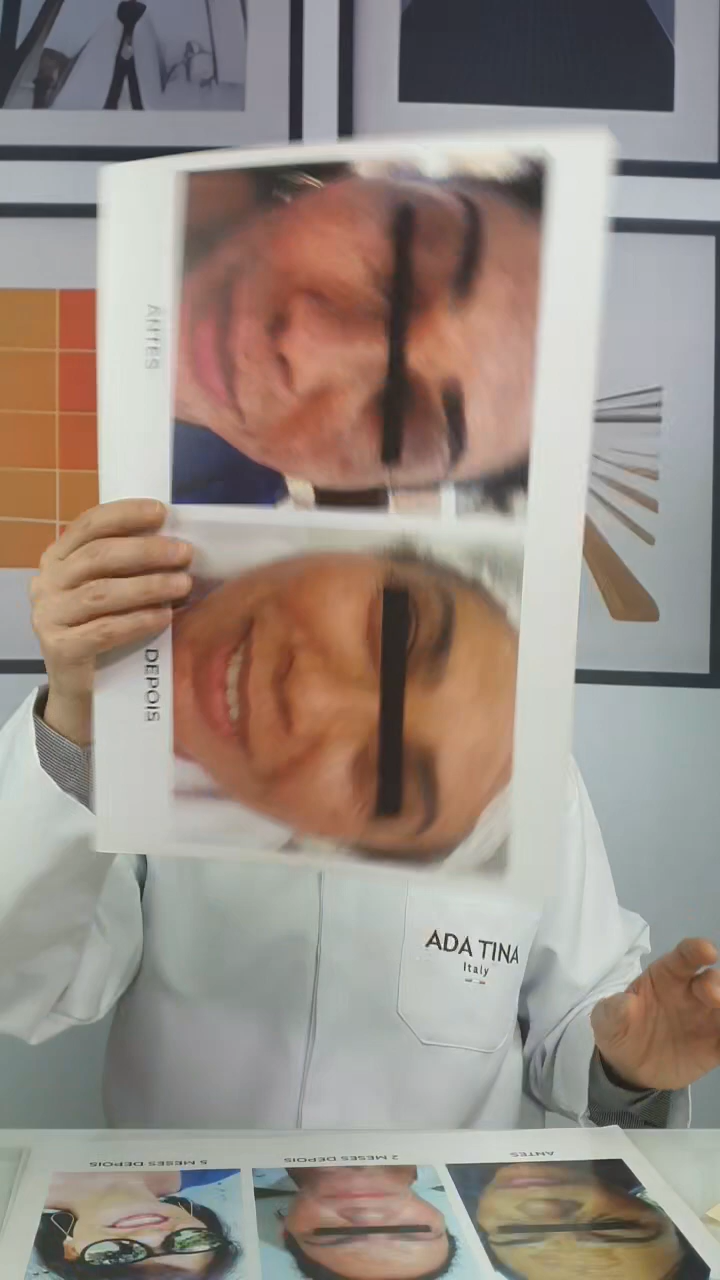 ANTES
DEPOIS
ADA TINA
Italy
5 MESES DEPOIS
2 MESES DEPOIS
ANTES